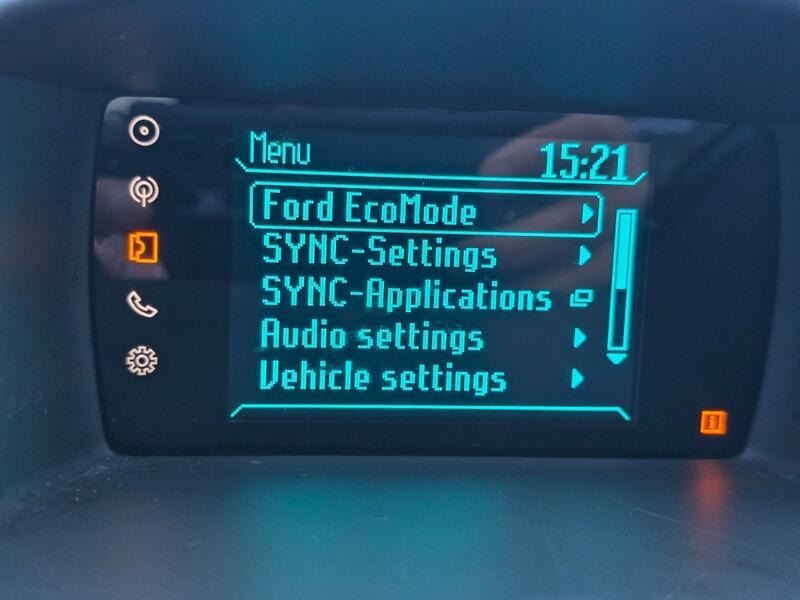 Menu 15:21
Ford EcoMode
SYNC-Settings
SYNC-Applications
Audio settings
Vehicle settings
i